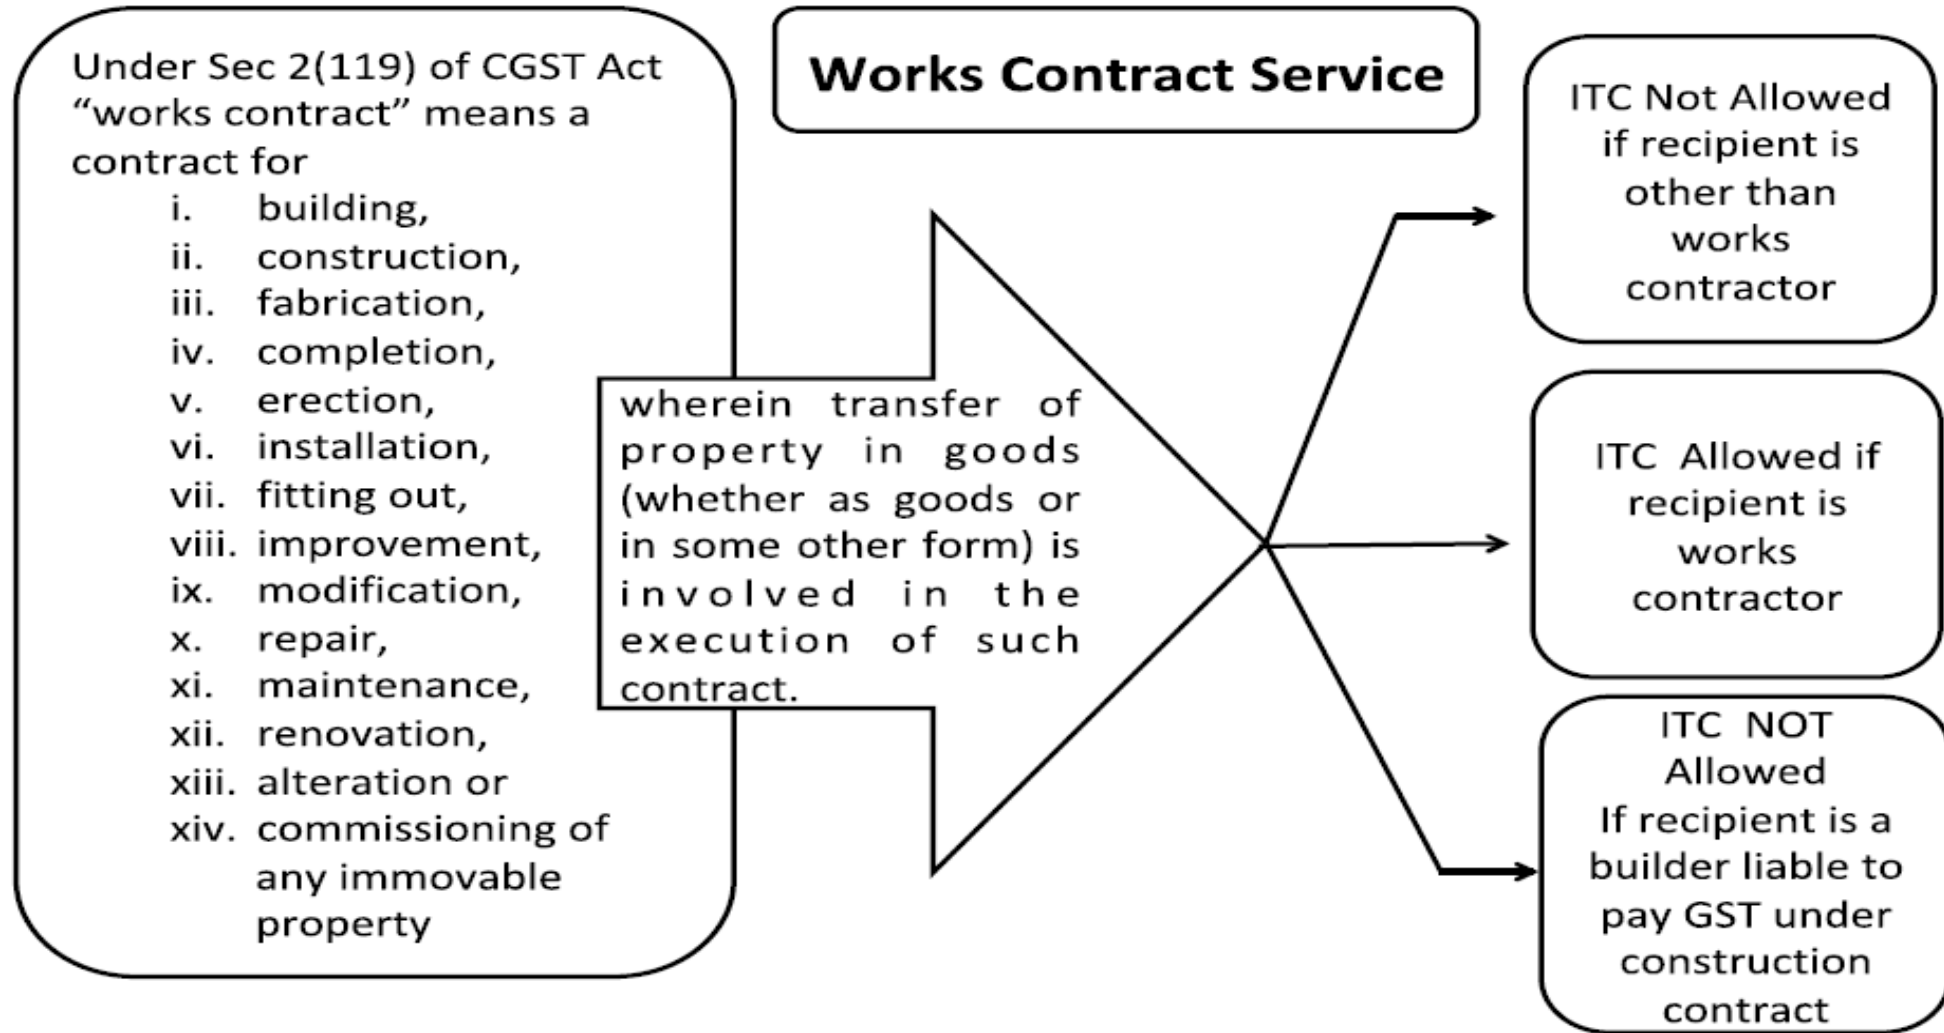 Under Sec 2(119) of CGST Act
“works contract” means a
contract for
i. building,
ii. construction,
iii. fabrication,
iv. completion,
v. erection,
vi. installation,
vii. fitting out,
viii. improvement,
ix. modification,
x. repair,
xi. maintenance,
xii. renovation,
xiii. alteration or
xiv. commissioning of
any immovable
property
Works Contract Service
wherein transfer of
property in goods
(whether as goods or
in some other form) is
involved in the
execution of such
contract.
ITC Not Allowed
if recipient is
other than
works
contractor
ITC Allowed if
recipient is
works
contractor
ITC NOT
Allowed
If recipient is a
builder liable to
pay GST under
construction
contract